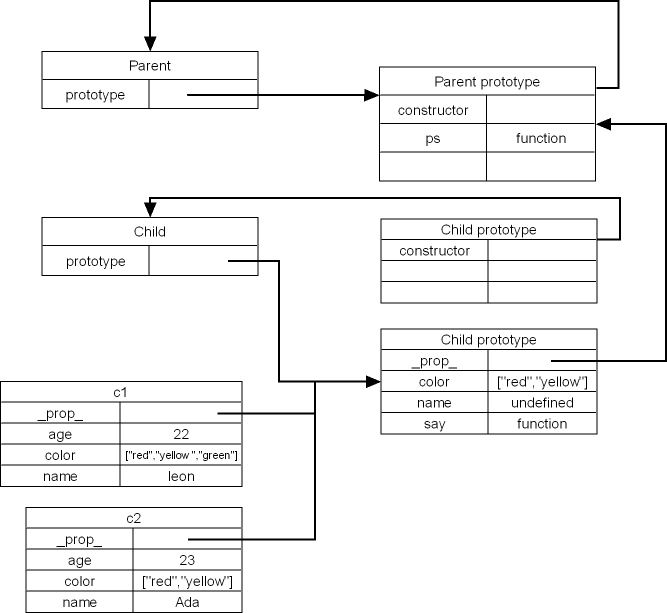 Parent
prototype
Parent prototype
constructor
ps function
Child
prototype
Child prototype
constructor
Child prototype
_prop_
color ["red","yellow"]
name undefined
say function
c1
_prop_
age 22
color ["red","yellow ","green"]
name leon
c2
_prop_
age 23
color ["red","yellow"]
name Ada